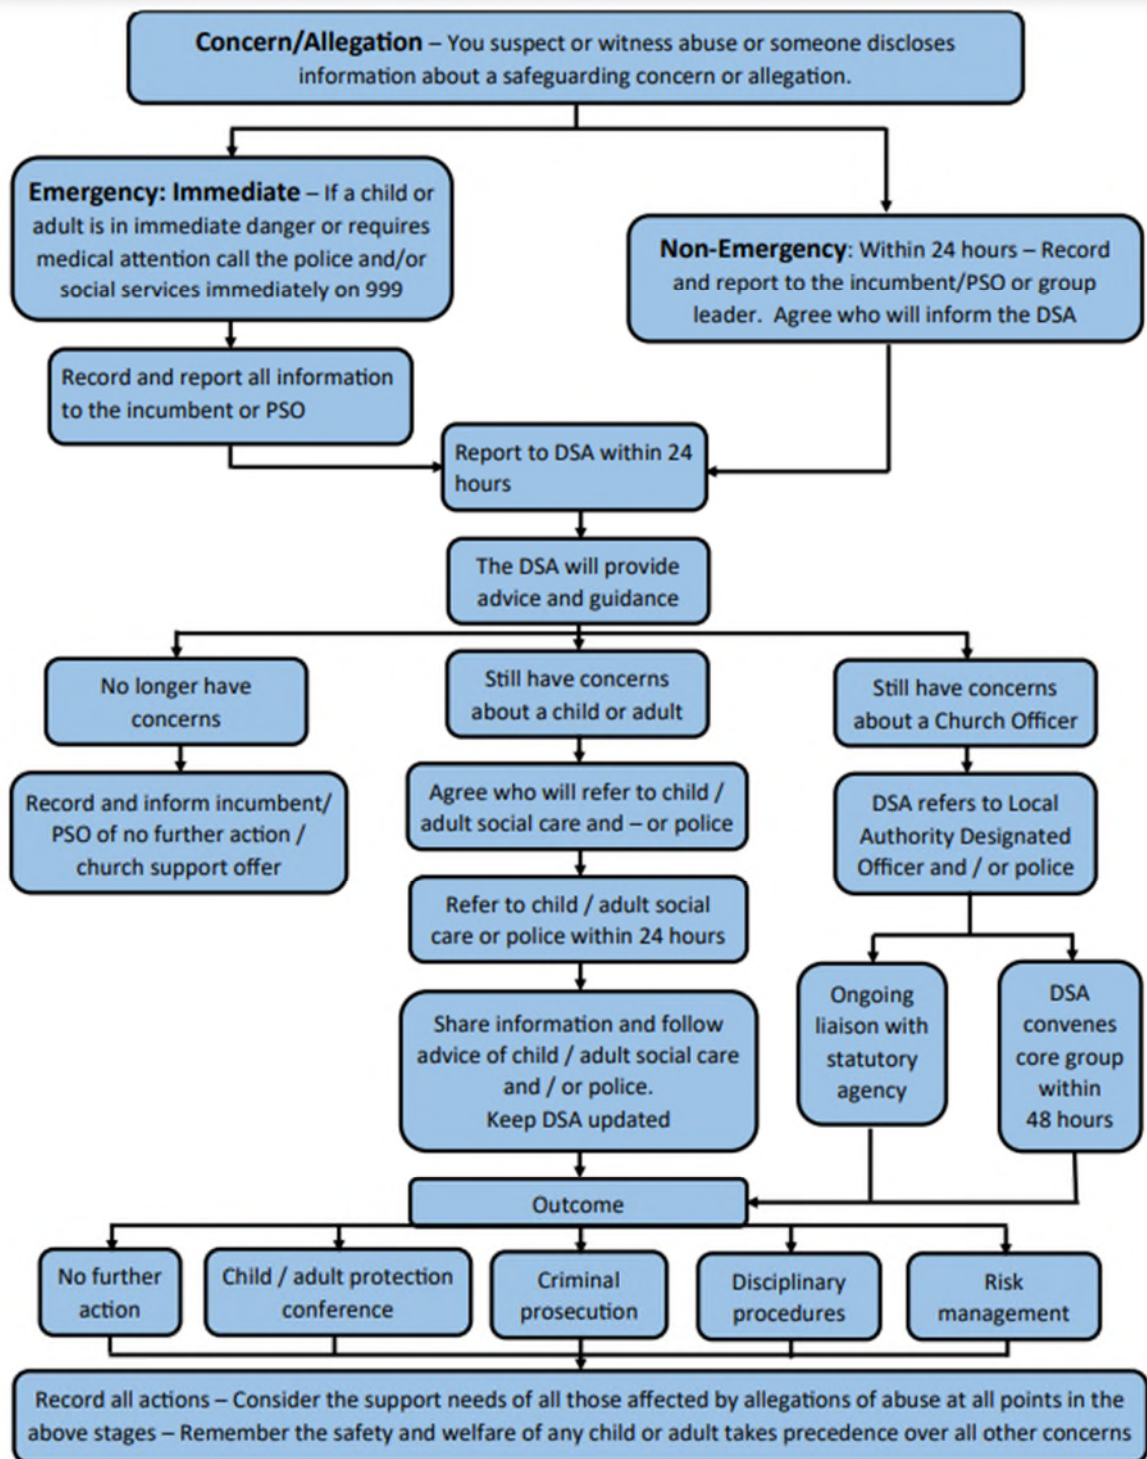 Concern/Allegation – You suspect or witness abuse or someone discloses
information about a safeguarding concern or allegation.
Emergency: Immediate – If a child or
adult is in immediate danger or requires
medical attention call the police and/or
social services immediately on 999
Non-Emergency: Within 24 hours – Record
and report to the incumbent/PSO or group
leader. Agree who will inform the DSA
Record and report all information
to the incumbent or PSO
Report to DSA within 24
hours
The DSA will provide
advice and guidance
No longer have
concerns
Still have concerns
about a child or adult
Still have concerns
about a Church Officer
Record and inform incumbent/
PSO of no further action /
church support offer
Agree who will refer to child /
adult social care and – or police
DSA refers to Local
Authority Designated
Officer and / or police
Refer to child / adult social
care or police within 24 hours
Share information and follow
advice of child / adult social care
and / or police.
Keep DSA updated
Ongoing
liaison with
statutory
agency
DSA
convenes
core group
within
48 hours
Outcome
No further
action
Child / adult protection
conference
Criminal
prosecution
Disciplinary
procedures
Risk
management
Record all actions – Consider the support needs of all those affected by allegations of abuse at all points in the
above stages – Remember the safety and welfare of any child or adult takes precedence over all other concerns